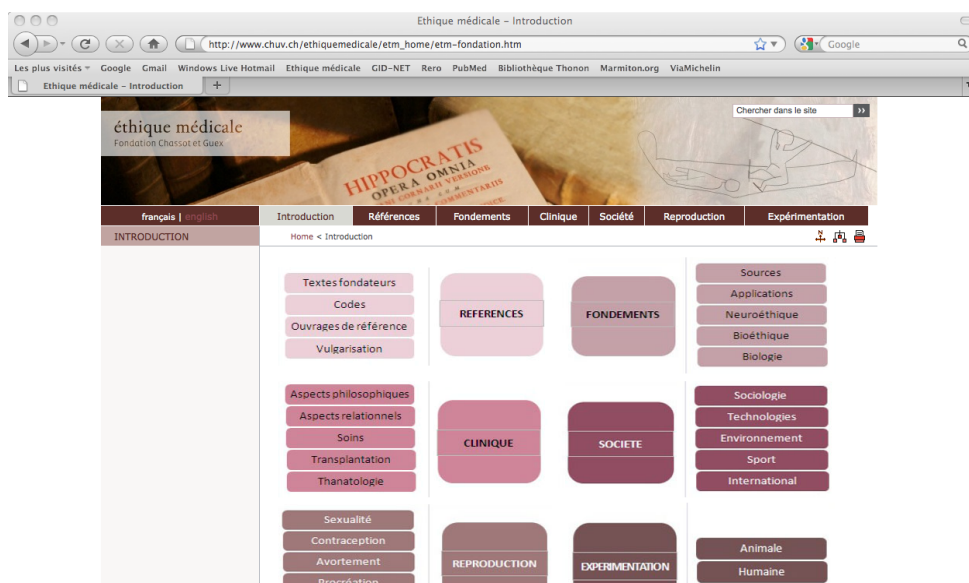 Ethique médicale – Introduction
http://www.chuv.ch/ethiquemedicale/etm_home/etm-fondation.htm
Google
Les plus visités Google Gmail Windows Live Hotmail Ethique médicale GID-NET Rero PubMed Bibliothèque Thonon Marmiton.org ViaMichelin
Ethique médicale – Introduction +
éthique médicale
Fondation Chassot et Guex
Chercher dans le site
HIPPOCRATIS
OPERA OMNIA
français | english Introduction Références Fondements Clinique Société Reproduction Expérimentation
INTRODUCTION
Home < Introduction
Textes fondateurs
Codes
Ouvrages de référence
Vulgarisation
REFERENCES
FONDEMENTS
Sources
Applications
Neuroéthique
Bioéthique
Biologie
Aspects philosophiques
Aspects relationnels
Soins
Transplantation
Thanatologie
CLINIQUE
SOCIETE
Sociologie
Technologies
Environnement
Sport
International
Sexualité
Contraception
Avortement
Procréation
REPRODUCTION
EXPERIMENTATION
Animale
Humaine